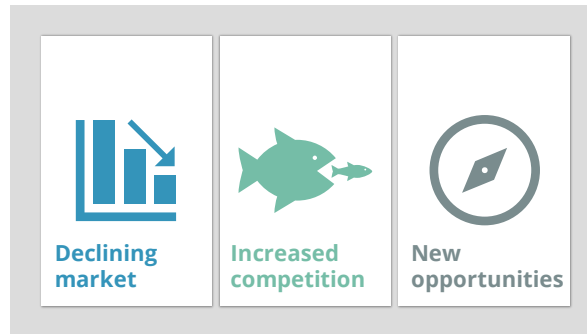 Declining
market
Increased
competition
New
opportunities